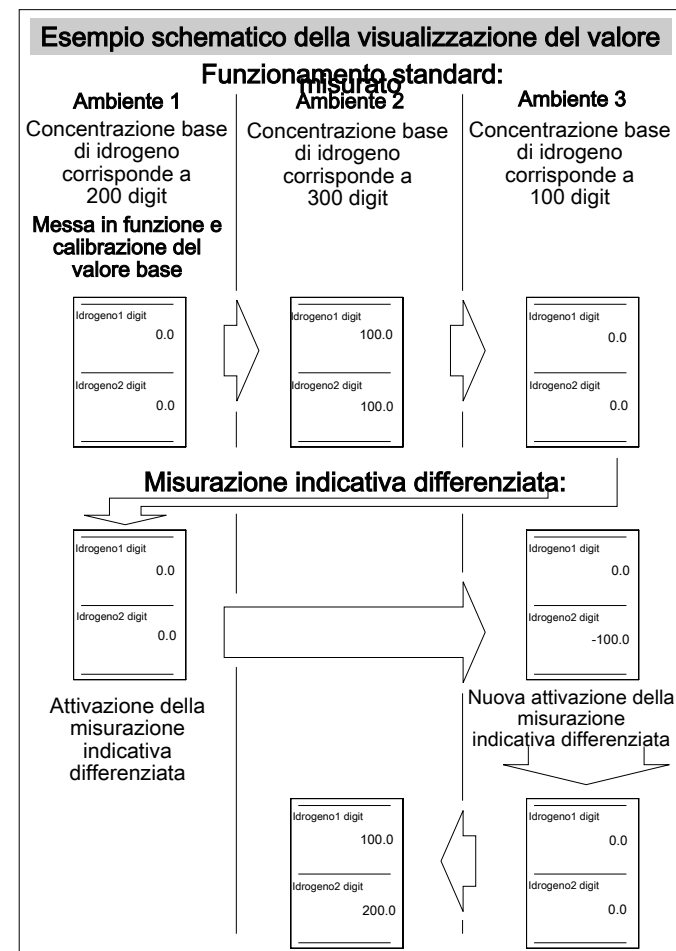 Esempio schematico della visualizzazione del valore
misurato
Funzionamento standard:
Ambiente 1
Concentrazione base
di idrogeno
corrisponde a
200 digit
Messa in funzione e
calibrazione del
valore base
Ambiente 2
Concentrazione base
di idrogeno
corrisponde a
300 digit
Ambiente 3
Concentrazione base
di idrogeno
corrisponde a
100 digit
Idrogeno1 digit
0.0
Idrogeno2 digit
0.0
Idrogeno1 digit
100.0
Idrogeno2 digit
100.0
Idrogeno1 digit
0.0
Idrogeno2 digit
0.0
Misurazione indicativa differenziata:
Idrogeno1 digit
0.0
Idrogeno2 digit
0.0
Attivazione della
misurazione
indicativa
differenziata
Idrogeno1 digit
0.0
Idrogeno2 digit
-100.0
Nuova attivazione della
misurazione
indicativa differenziata
Idrogeno1 digit
100.0
Idrogeno2 digit
200.0
Idrogeno1 digit
0.0
Idrogeno2 digit
0.0